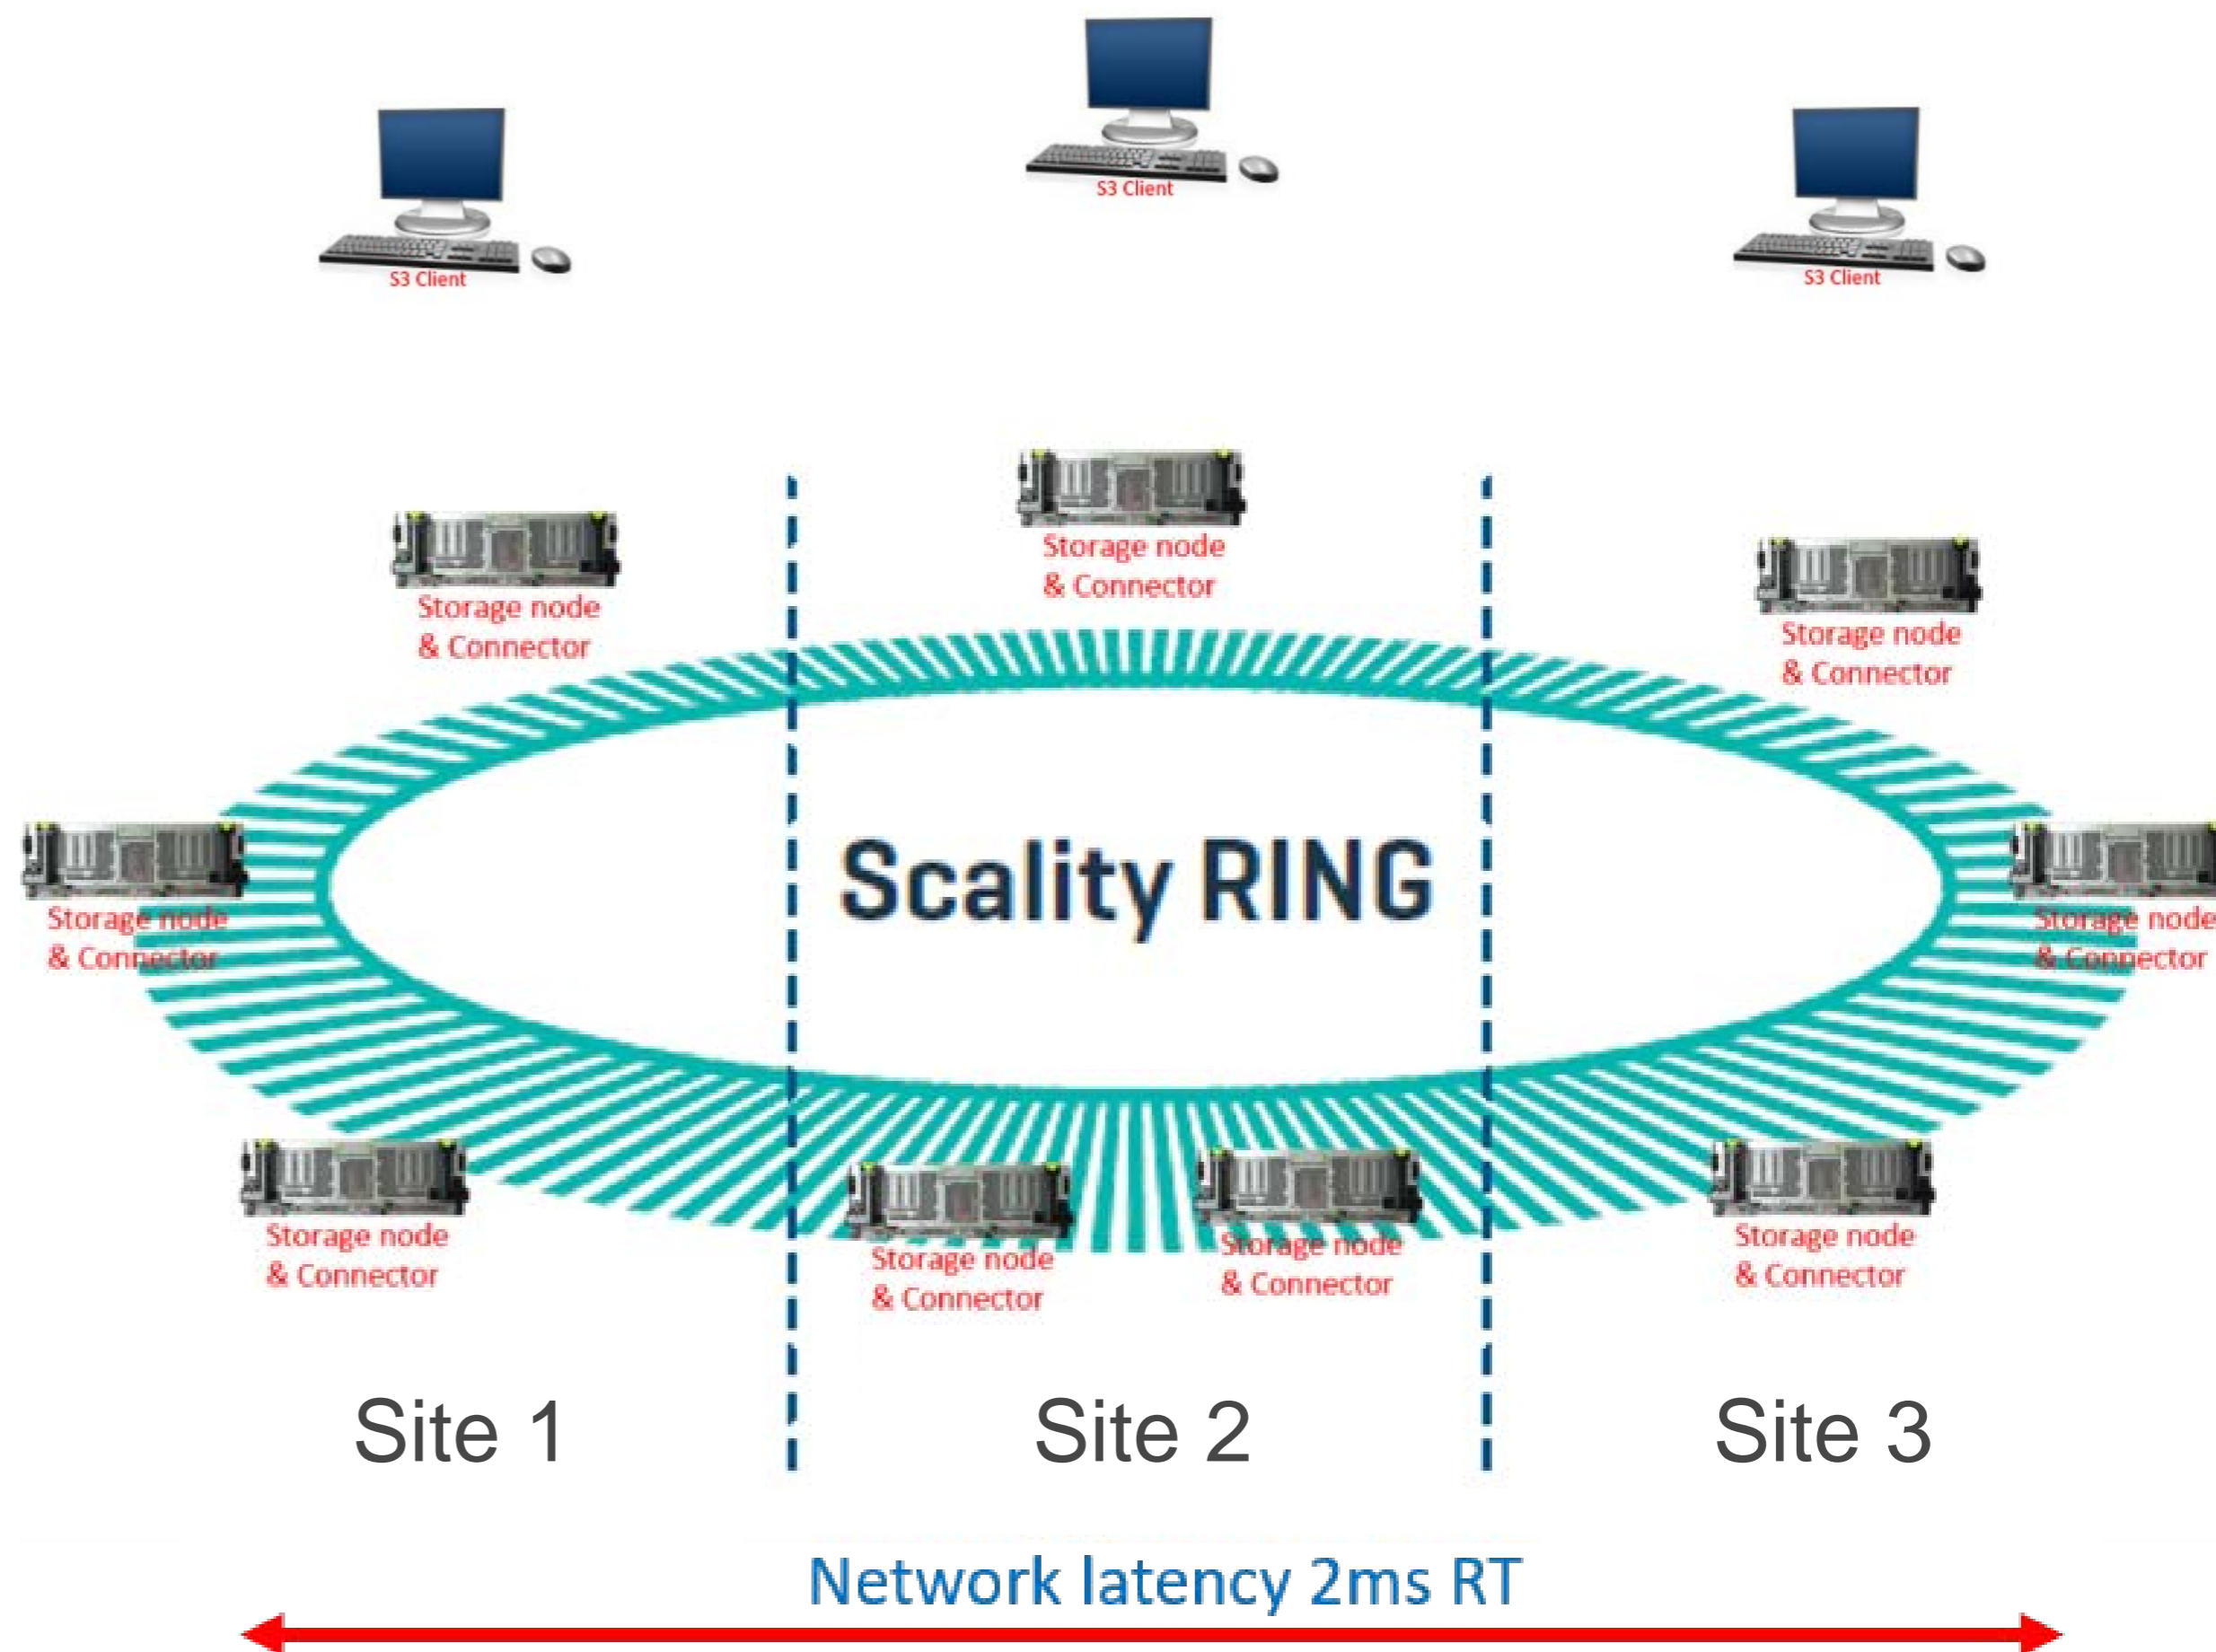 S3 Client
S3 Client
S3 Client
Storage node
& Connector
Storage node
& Connector
Storage node
& Connector
Scality RING
Storage node
& Connector
Storage node
& Connector
Storage node
& Connector
Storage node
& Connector
Storage node
& Connector
Storage node
& Connector
Site 1
Site 2
Site 3
Network latency 2ms RT